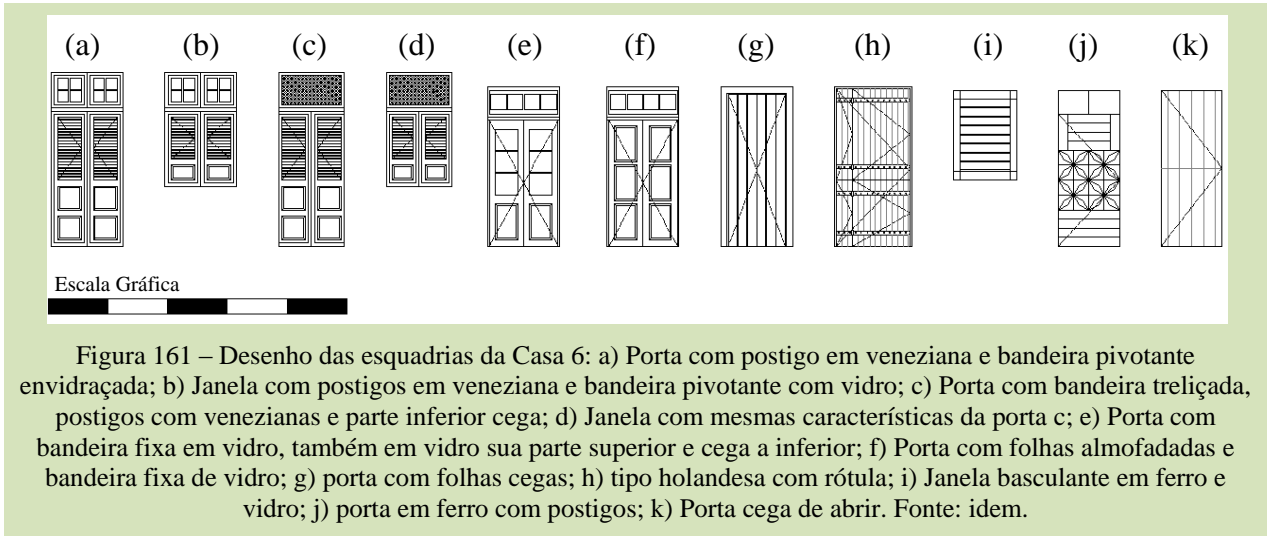 (a) (b) (c) (d) (e) (f) (g) (h) (i) (j) (k)
Escala Gráfica
Figura 161 – Desenho das esquadrias da Casa 6: a) Porta com postigo em veneziana e bandeira pivotante
envidraçada; b) Janela com postigos em veneziana e bandeira pivotante com vidro; c) Porta com bandeira treliçada,
postigos com venezianas e parte inferior cega; d) Janela com mesmas características da porta c; e) Porta com
bandeira fixa em vidro, também em vidro sua parte superior e cega a inferior; f) Porta com folhas almofadadas e
bandeira fixa de vidro; g) porta com folhas cegas; h) tipo holandesa com rótula; i) Janela basculante em ferro e
vidro; j) porta em ferro com postigos; k) Porta cega de abrir. Fonte: idem.